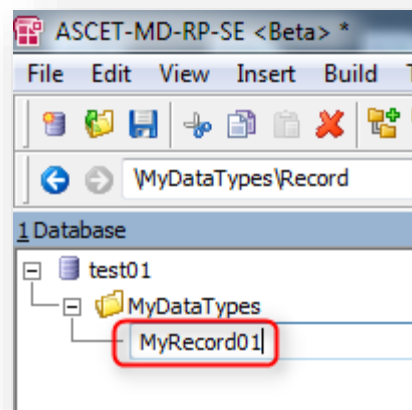 ASCET-MD-RP-SE <Beta> *
File Edit View Insert Build
\MyDataTypes\Record
1 Database
test01
MyDataTypes
MyRecord01